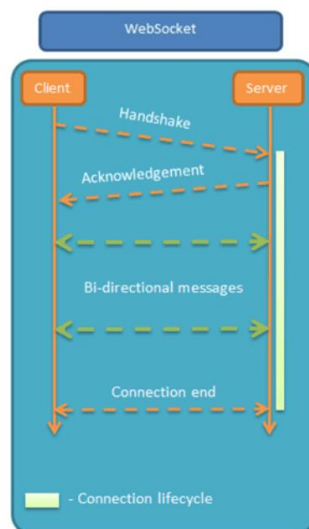 WebSocket
Client
Server
Handshake
Acknowledgement
Bi-directional messages
Connection end
- Connection lifecycle